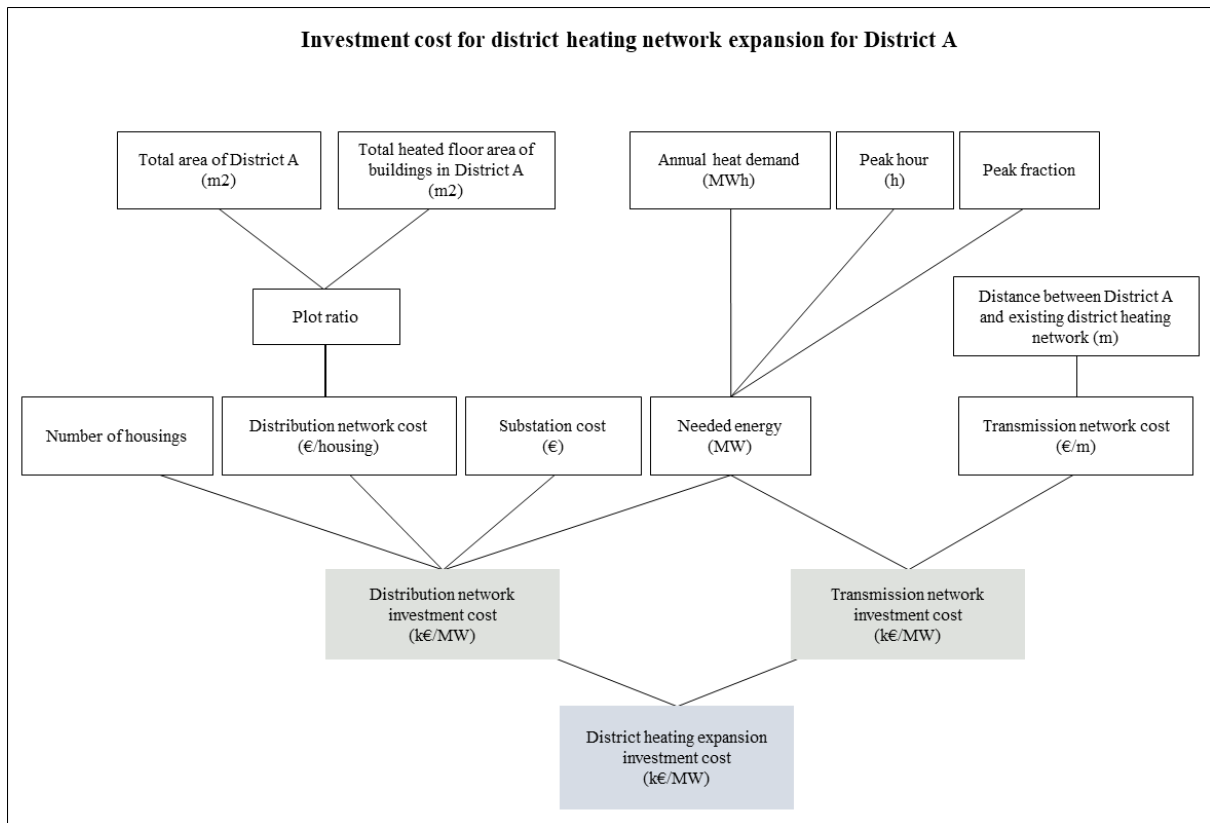 Investment cost for district heating network expansion for District A
Total area of District A
(m2)
Total heated floor area of
buildings in District A
(m2)
Annual heat demand
(MWh)
Peak hour
(h)
Peak fraction
Plot ratio
Distance between District A
and existing district heating
network (m)
Number of housings
Distribution network cost
(€/housing)
Substation cost
(€)
Needed energy
(MW)
Transmission network cost
(€/m)
Distribution network
investment cost
(k€/MW)
Transmission network
investment cost
(k€/MW)
District heating expansion
investment cost
(k€/MW)